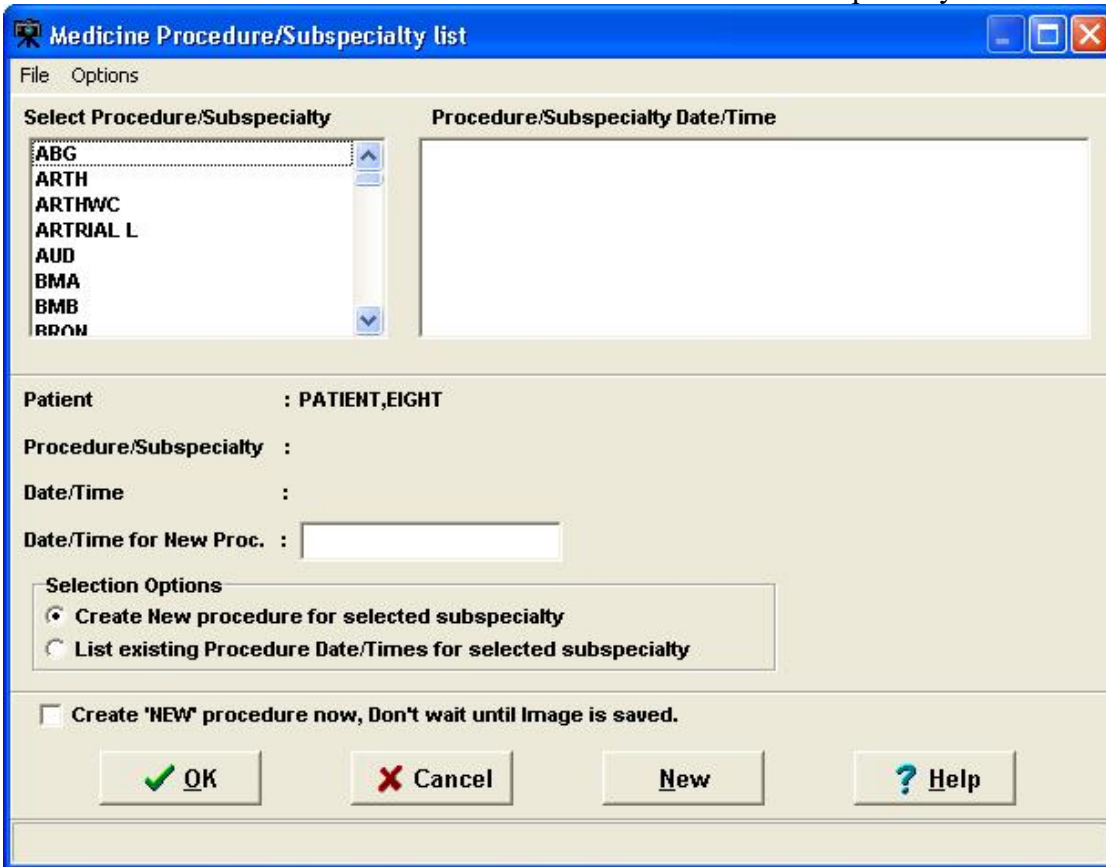 Medicine Procedure/Subspecialty list
File Options
Select Procedure/Subspecialty
ABG
ARTH
ARTHWC
ARTRIAL L
AUD
BMA
BMB
BRON
Procedure/Subspecialty Date/Time
Patient : PATIENT,EIGHT
Procedure/Subspecialty :
Date/Time :
Date/Time for New Proc. :
Selection Options
Create New procedure for selected subspecialty
List existing Procedure Date/Times for selected subspecialty
Create 'NEW' procedure now, Don't wait until Image is saved.
OK Cancel New Help